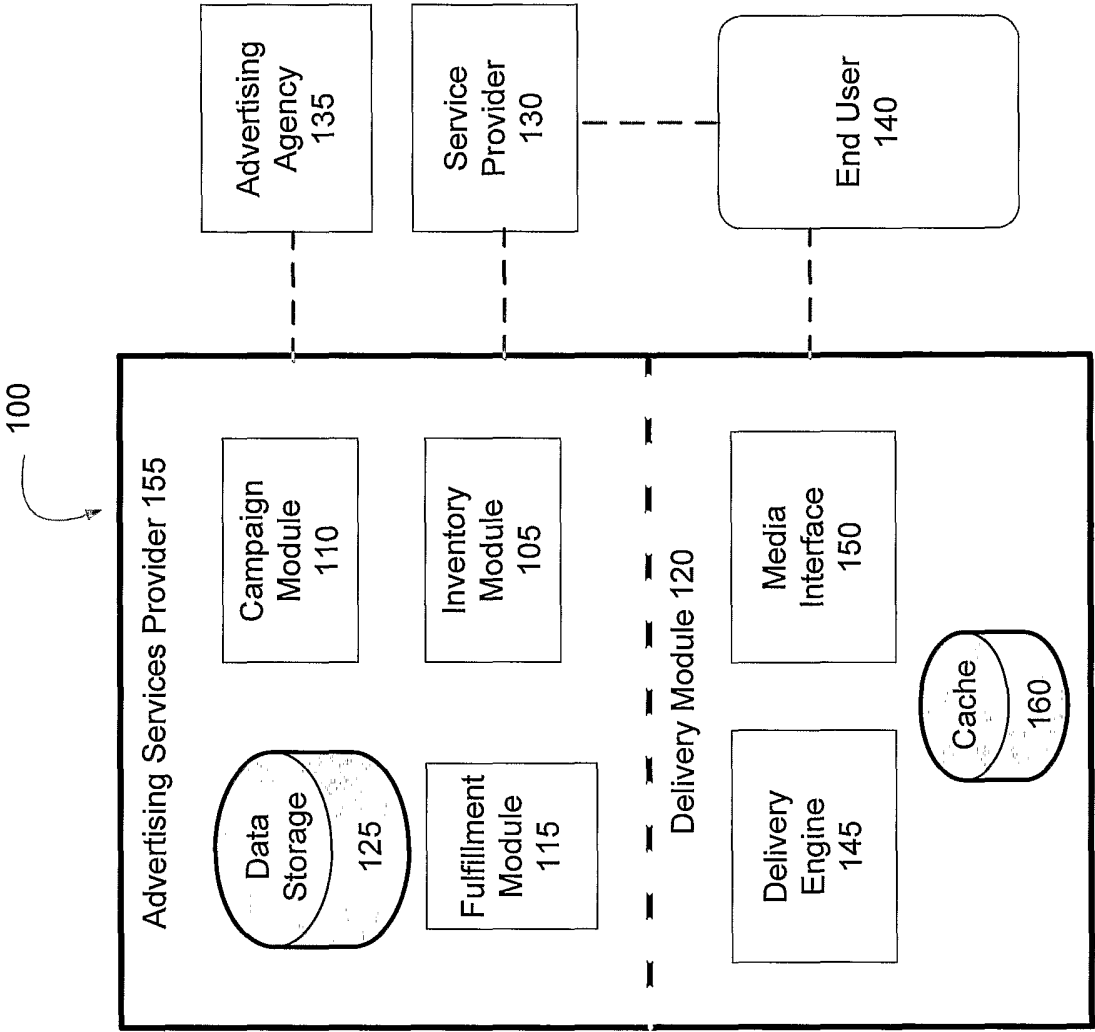 100
Advertising Services Provider 155
Data
Storage
125
Campaign
Module
110
Advertising
Agency
135
Fulfillment
Module
115
Inventory
Module
105
Service
Provider
130
Delivery Module 120
Delivery
Engine
145
Media
Interface
150
End User
140
Cache
160